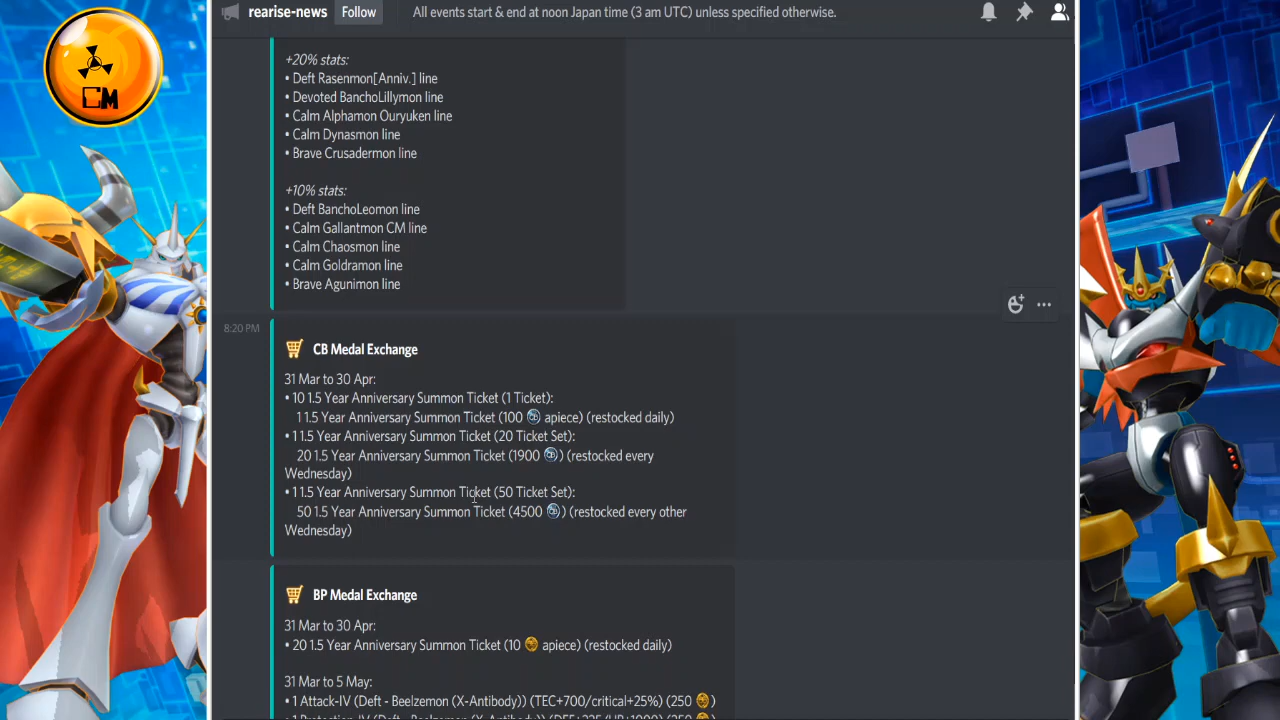 rearise-news Follow All events start & end at noon Japan time (3 am UTC) unless specified otherwise.
CM
+20% stats:
• Deft Rasenmon[Anniv.] line
• Devoted BanchoLillymon line
• Calm Alphamon Ouryuken line
• Calm Dynasmon line
• Brave Crusadermon line
+10% stats:
• Deft BanchoLeomon line
• Calm Gallantmon CM line
• Calm Chaosmon line
• Calm Goldramon line
• Brave Agunimon line
8:20 PM
CB Medal Exchange
31 Mar to 30 Apr:
• 10 1.5 Year Anniversary Summon Ticket (1 Ticket):
1 1.5 Year Anniversary Summon Ticket (100 apiece) (restocked daily)
• 1 1.5 Year Anniversary Summon Ticket (20 Ticket Set):
20 1.5 Year Anniversary Summon Ticket (1900 ) (restocked every
Wednesday)
• 1 1.5 Year Anniversary Summon Ticket (50 Ticket Set):
50 1.5 Year Anniversary Summon Ticket (4500 ) (restocked every other
Wednesday)
BP Medal Exchange
31 Mar to 30 Apr:
• 20 1.5 Year Anniversary Summon Ticket (10 apiece) (restocked daily)
31 Mar to 5 May:
• 1 Attack-IV (Deft - Beelzemon (X-Antibody)) (TEC+700/critical+25%) (250 )